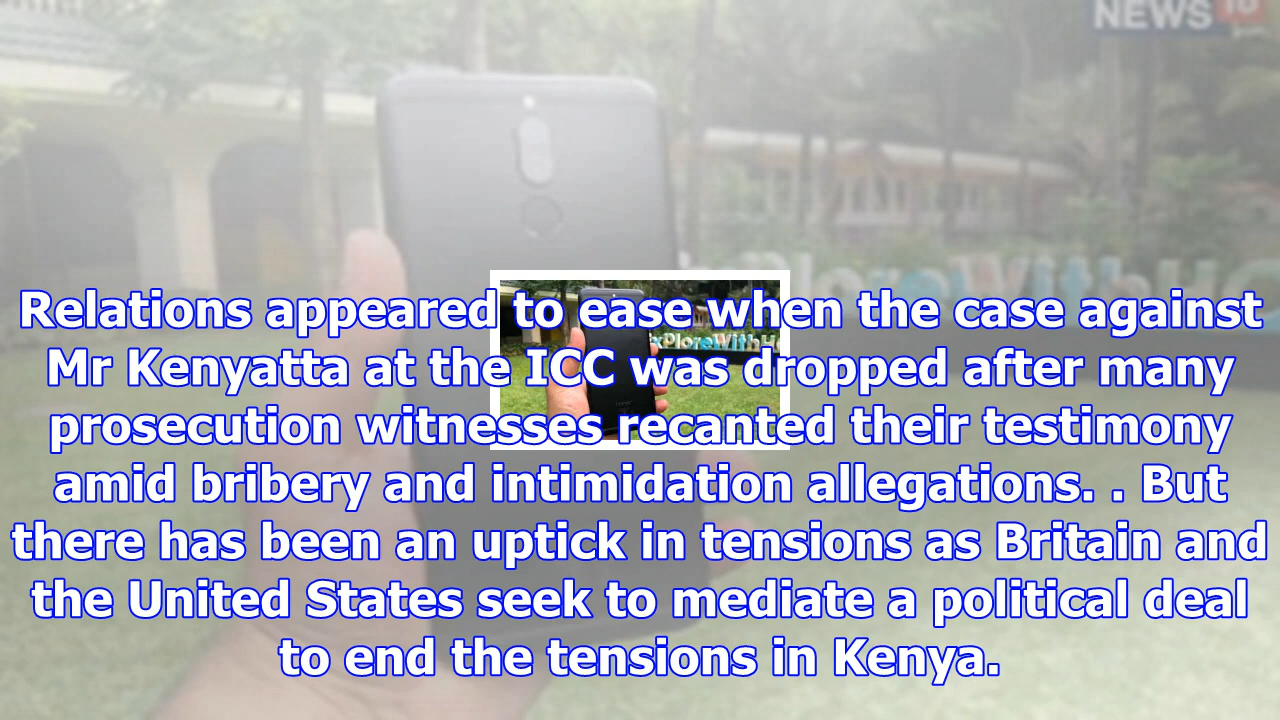 NEWS 18
Relations appeared to ease when the case against
Mr Kenyatta at the ICC was dropped after many
prosecution witnesses recanted their testimony
amid bribery and intimidation allegations. . But
there has been an uptick in tensions as Britain and
the United States seek to mediate a political deal
to end the tensions in Kenya.